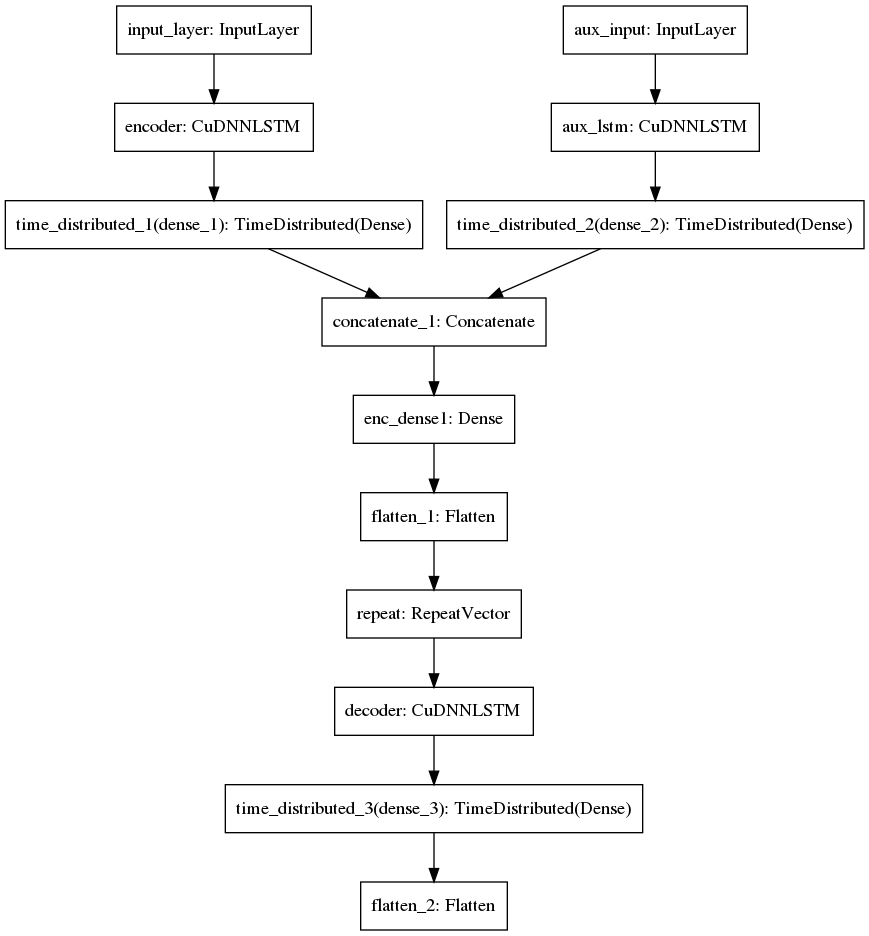 input_layer: InputLayer
aux_input: InputLayer
encoder: CuDNNLSTM
aux_lstm: CuDNNLSTM
time_distributed_1(dense_1): TimeDistributed(Dense)
time_distributed_2(dense_2): TimeDistributed(Dense)
concatenate_1: Concatenate
enc_dense1: Dense
flatten_1: Flatten
repeat: RepeatVector
decoder: CuDNNLSTM
time_distributed_3(dense_3): TimeDistributed(Dense)
flatten_2: Flatten